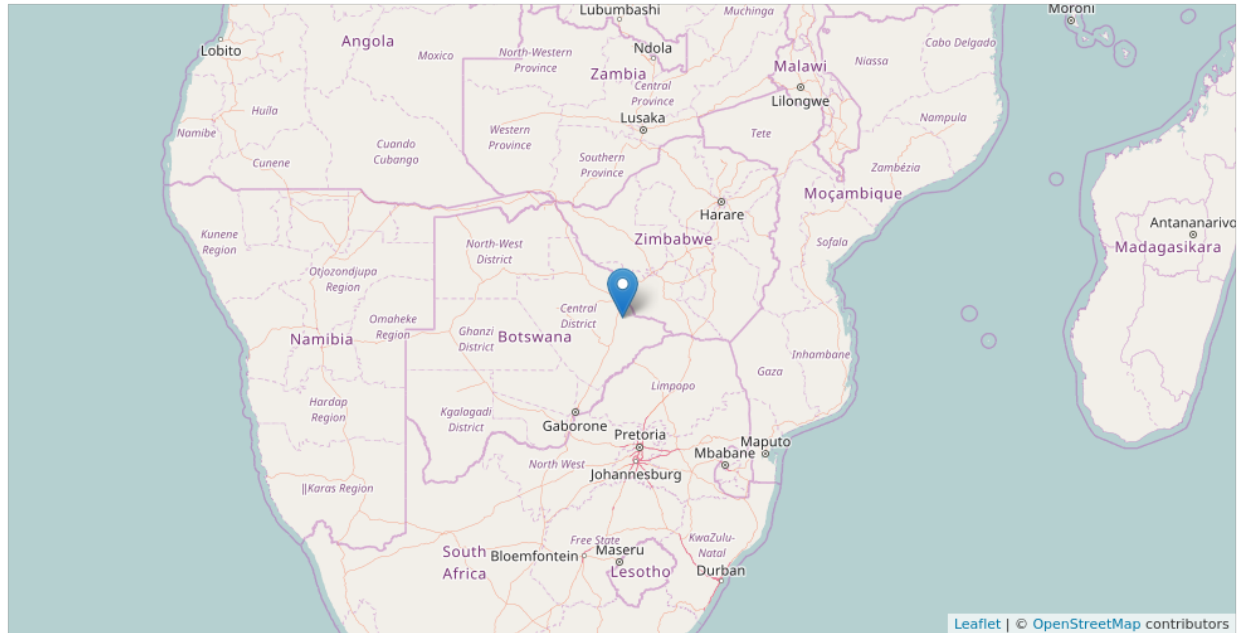 Lubumbashi
Muchinga
Moroni
Angola
Moxico
North-Western
Province
Ndola
Cabo Delgado
Lobito
Zambia
Central
Province
Malawi
Niassa
Lilongwe
Huíla
Lusaka
Nampula
Namibe
Western
Province
Tete
Cuando
Cubango
Cunene
Southern
Province
Zambézia
Moçambique
Harare
Antananarivo
Kunene
Region
North-West
District
Zimbabwe
Sofala
Madagasikara
Otjozondjupa
Region
Central
District
Omaheke
Region
Namibia
Ghanzi
District
Botswana
Inhambane
Gaza
Limpopo
Hardap
Region
Kgalagadi
District
Gaborone
Pretoria
Maputo
Mbabane
North West
Johannesburg
||Karas Region
Free State
KwaZulu-
Natal
South
Africa
Bloemfontein
Maseru
Lesotho
Durban
Leaflet | © OpenStreetMap contributors